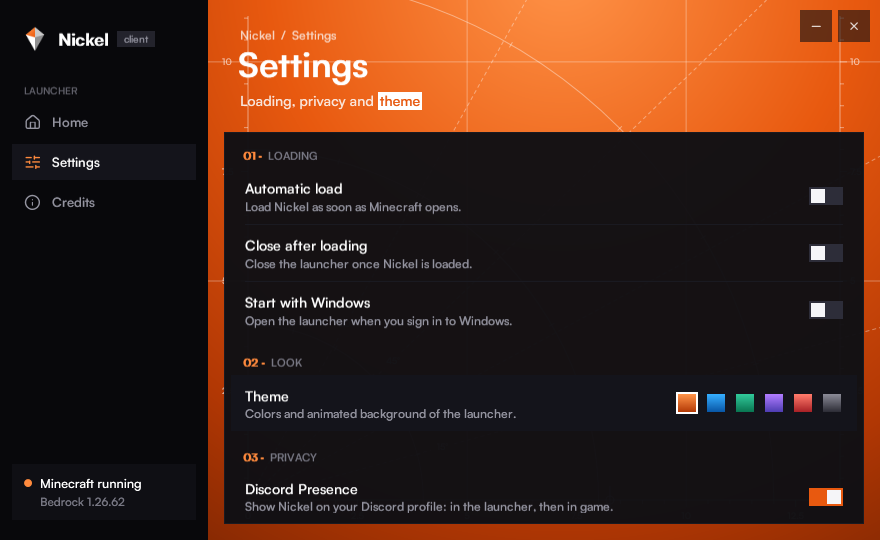 Nickel client
LAUNCHER
Home
Settings
Credits
Minecraft running
Bedrock 1.26.62
Nickel / Settings
10
10
Settings
Loading, privacy and theme
01 - LOADING
Automatic load
Load Nickel as soon as Minecraft opens.
Close after loading
Close the launcher once Nickel is loaded.
Start with Windows
Open the launcher when you sign in to Windows.
02 - LOOK
Theme
Colors and animated background of the launcher.
03 - PRIVACY
Discord Presence
Show Nickel on your Discord profile: in the launcher, then in game.